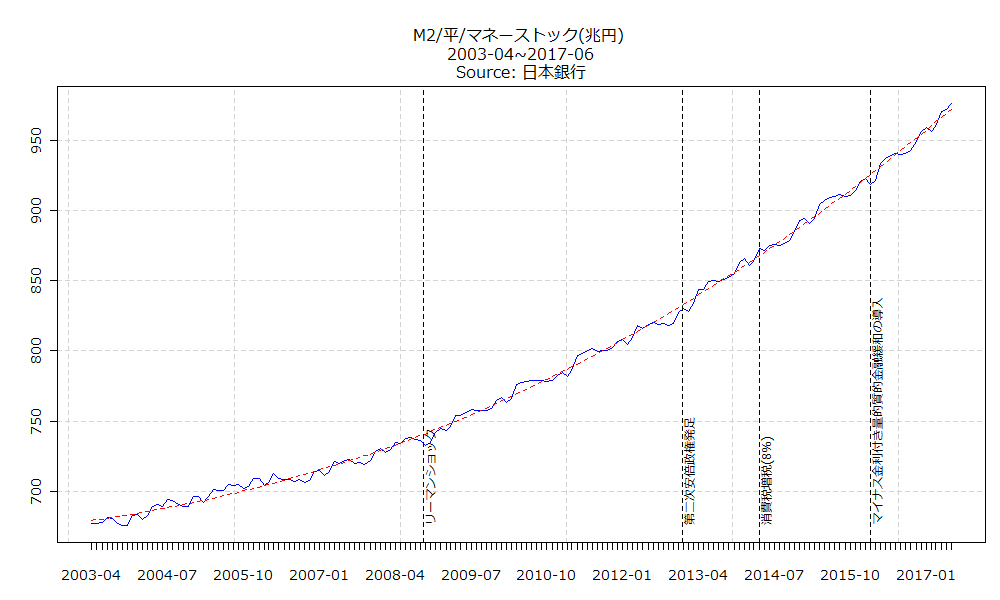 M2/平/マネーストック(兆円)
2003-04~2017-06
Source: 日本銀行
950
900
850
800
750
700
リーマンショック
第二次安倍政権発足
消費税増税(8%)
マイナス金利付き量的質的金融緩和の導入
2003-04 2004-07 2005-10 2007-01 2008-04 2009-07 2010-10 2012-01 2013-04 2014-07 2015-10 2017-01